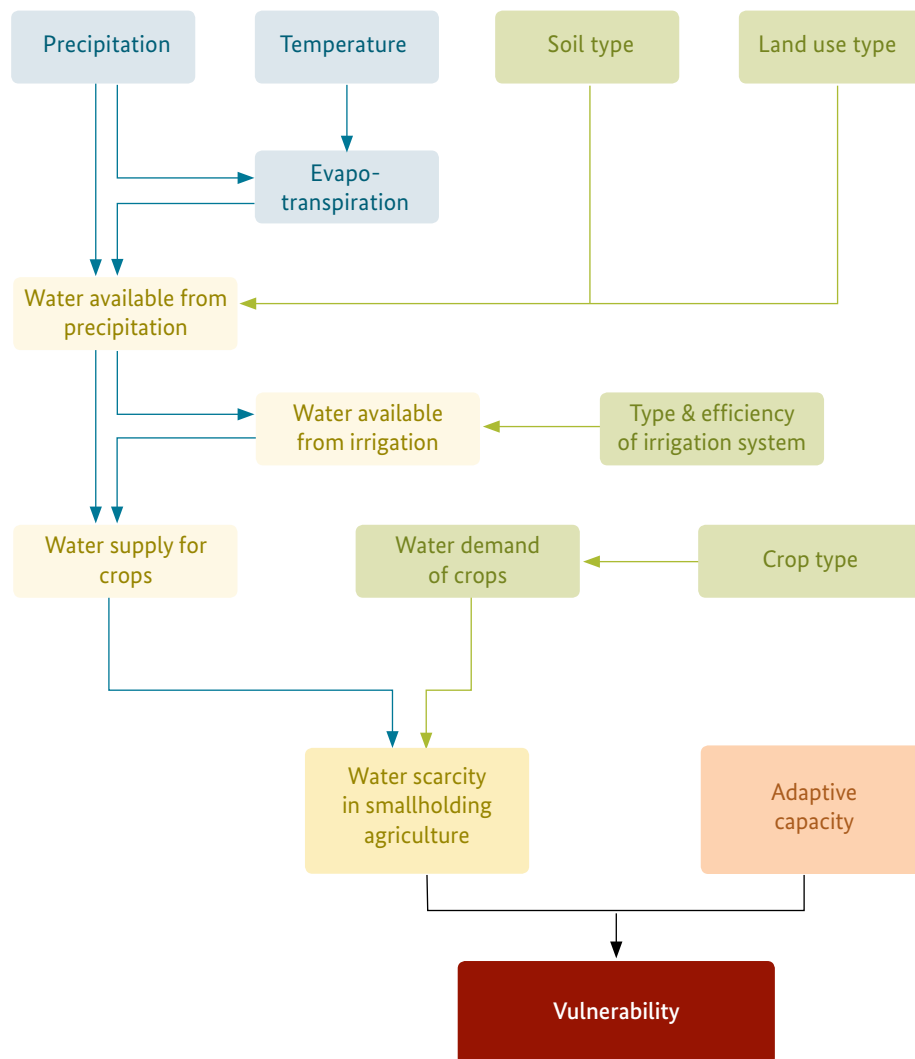 Precipitation
Temperature
Soil type
Land use type
Evapo-
transpiration
Water available from
precipitation
Water available
from irrigation
Type & efficiency
of irrigation system
Water supply for
crops
Water demand
of crops
Crop type
Water scarcity
in smallholding
agriculture
Adaptive
capacity
Vulnerability